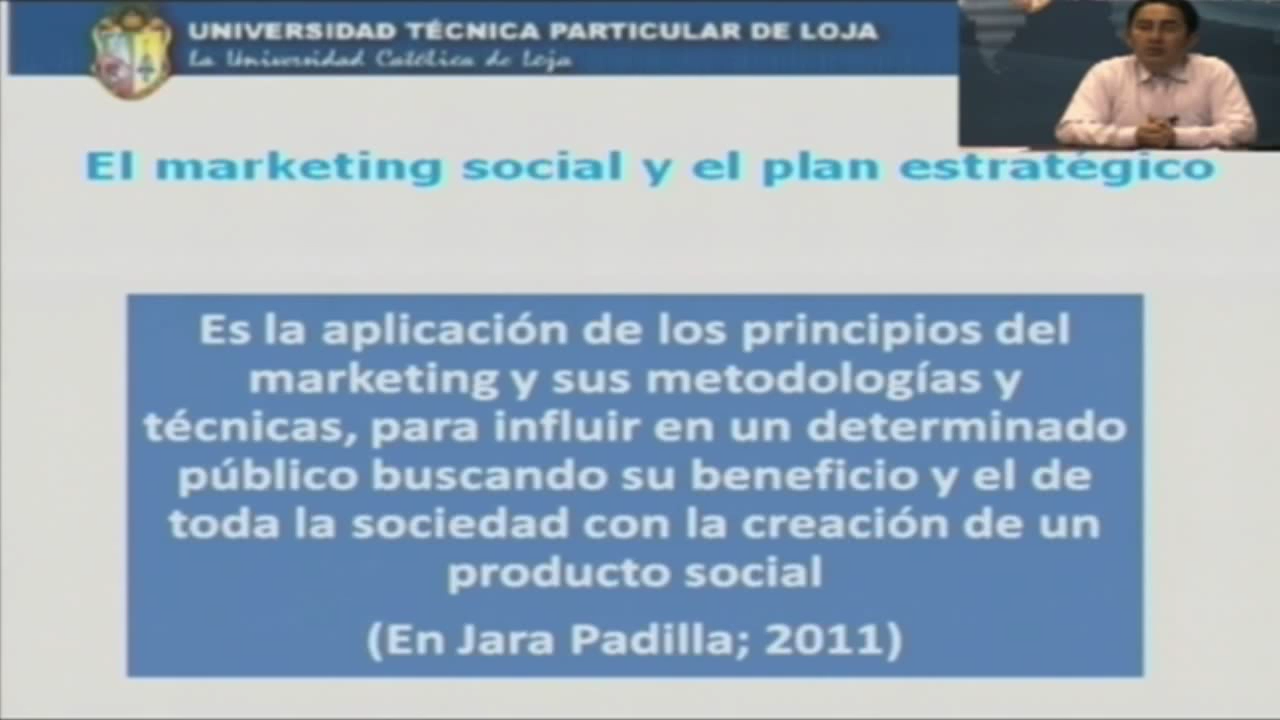 UNIVERSIDAD TÉCNICA PARTICULAR DE LOJA
La Universidad Católica de Loja
El marketing social y el plan estratégico
Es la aplicación de los principios del
marketing y sus metodologías y
técnicas, para influir en un determinado
público buscando su beneficio y el de
toda la sociedad con la creación de un
producto social
(En Jara Padilla; 2011)